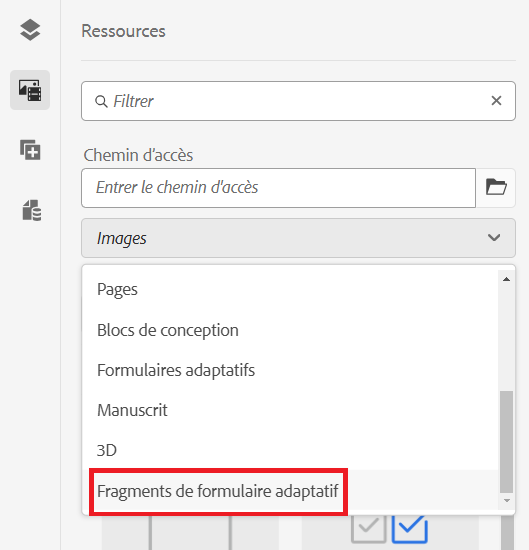 Ressources
Filtrer
Chemin d'accès
Entrer le chemin d'accès
Images
Pages
Blocs de conception
Formulaires adaptatifs
Manuscrit
3D
Fragments de formulaire adaptatif